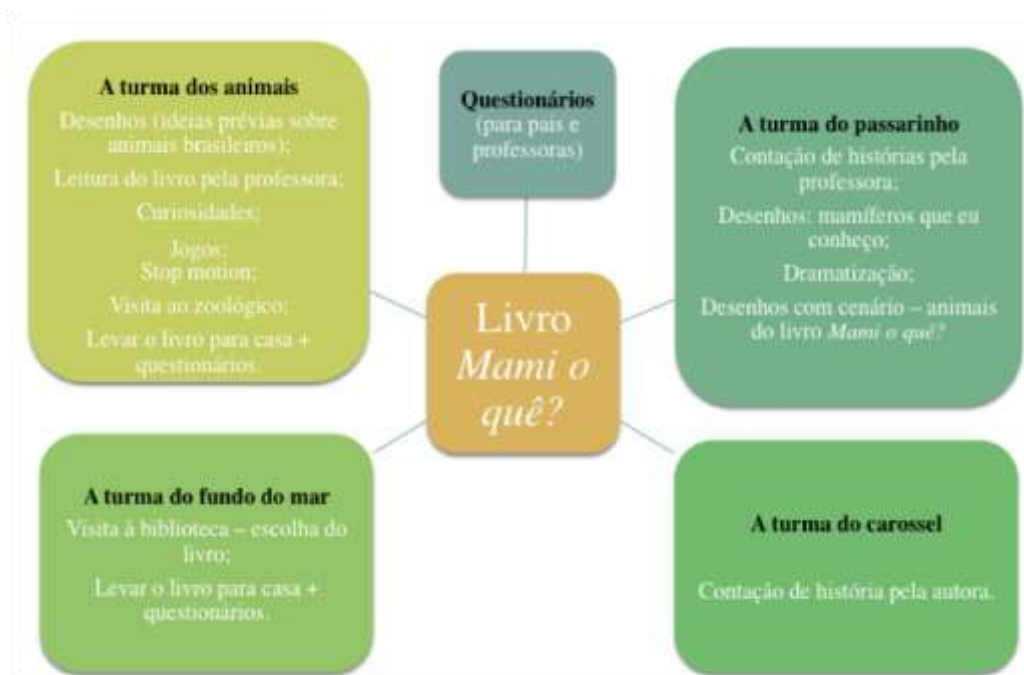 A turma dos animais
Desenhos (ideias prévias sobre
animais brasileiros);
Leitura do livro pela professora;
Curiosidades;
Jogos;
Stop motion;
Visita ao zoológico;
Levar o livro para casa +
questionários.
Questionários
(para pais e
professoras)
A turma do passarinho
Contação de histórias pela
professora;
Desenhos: mamíferos que eu
conheço;
Dramatização;
Desenhos com cenário – animais
do livro Mami o quê?
Livro
Mami o
quê?
A turma do fundo do mar
Visita à biblioteca – escolha do
livro;
Levar o livro para casa +
questionários.
A turma do carossel
Contação de história pela autora.